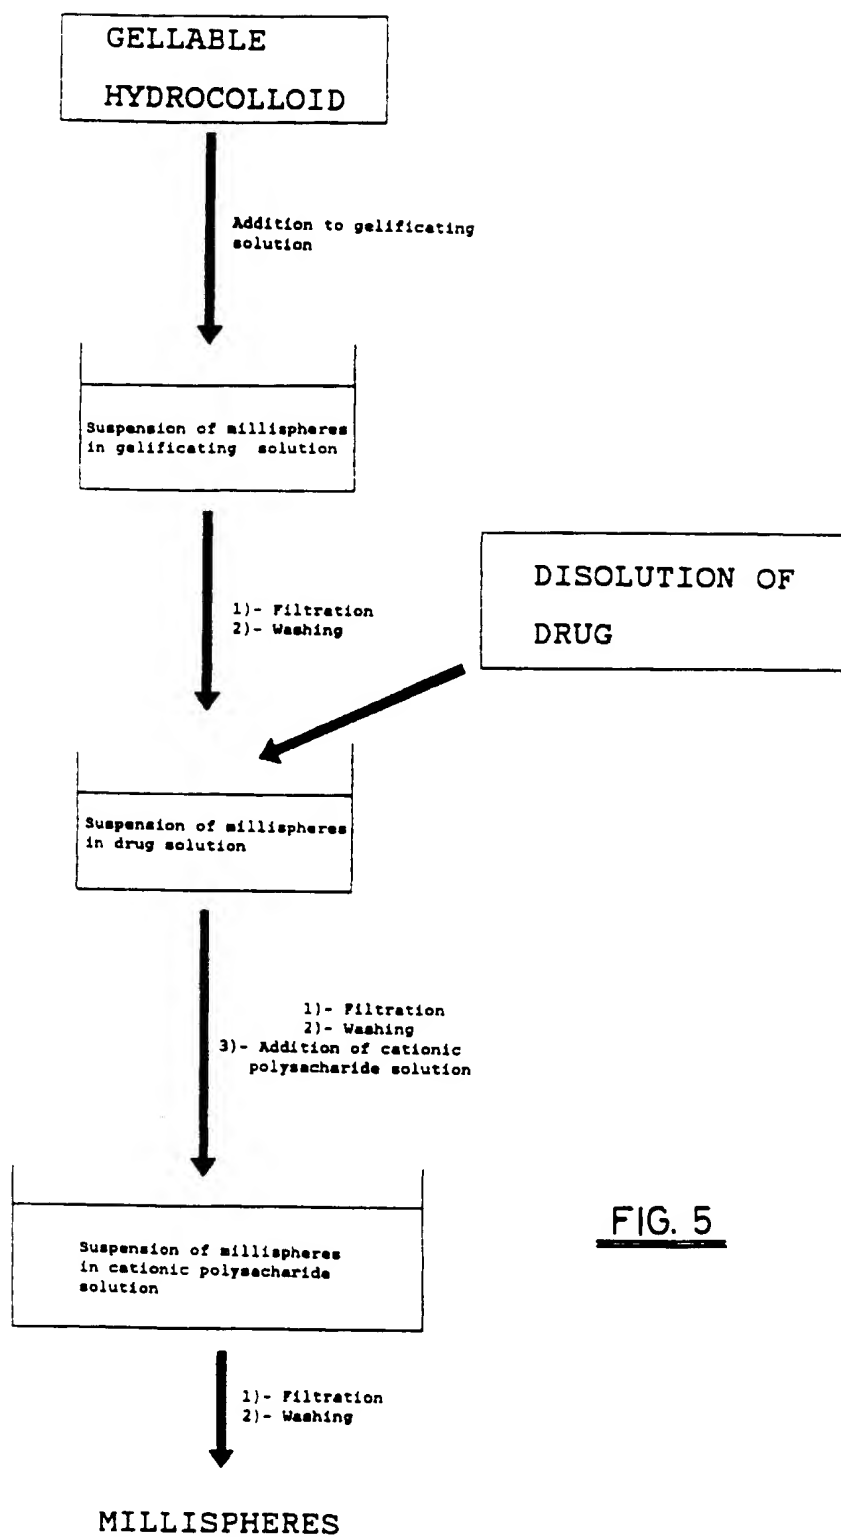 GELLABLE
HYDROCOLLOID
Addition to gelificating
solution
Suspension of millispheres
in gelificating solution
1)- Filtration
2)- Washing
DISOLUTION OF
DRUG
Suspension of millispheres
in drug solution
1)- Filtration
2)- Washing
3)- Addition of cationic
polysacharide solution
Suspension of millispheres
in cationic polysacharide
solution
FIG. 5
1)- Filtration
2)- Washing
MILLISPHERES